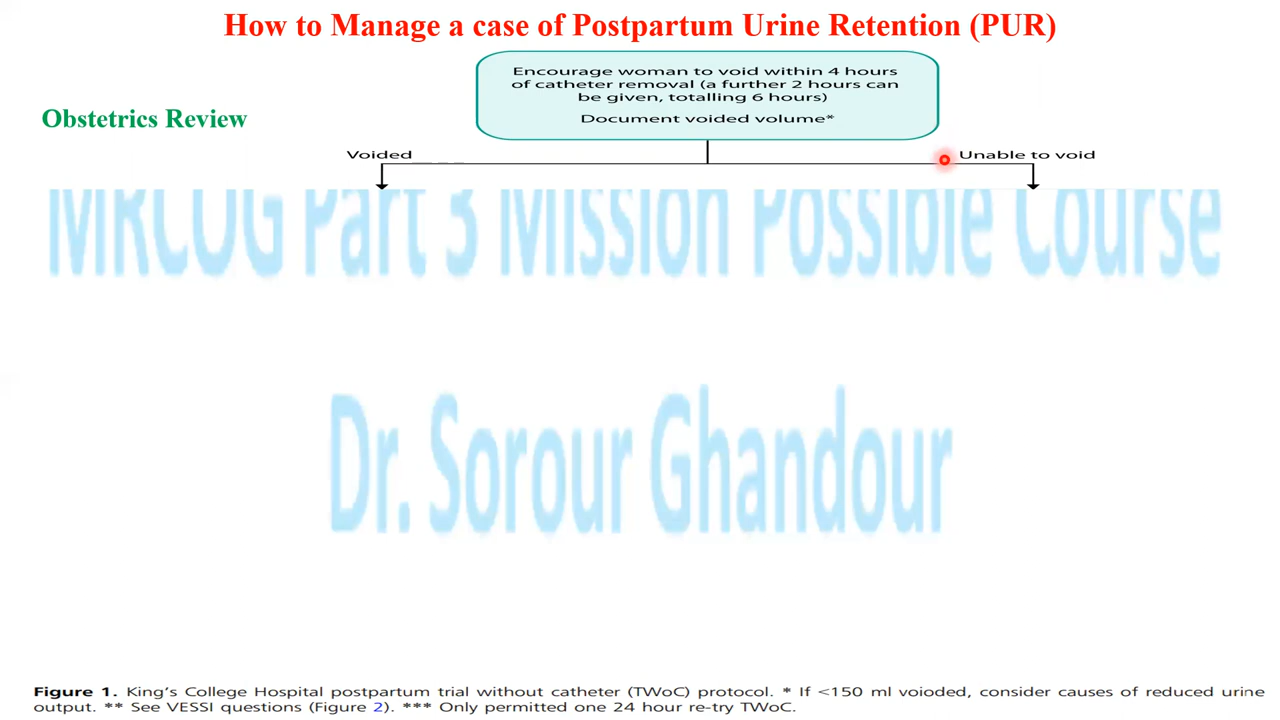 How to Manage a case of Postpartum Urine Retention (PUR)
Encourage woman to void within 4 hours
of catheter removal (a further 2 hours can
be given, totalling 6 hours)
Document voided volume*
Obstetrics Review
Voided
Unable to void
MRCOG Part 3 Mission Possible Course
Dr. Sorour Ghandour
Figure 1. King's College Hospital postpartum trial without catheter (TWoC) protocol. * If <150 ml voioded, consider causes of reduced urine
output. ** See VESSI questions (Figure 2). *** Only permitted one 24 hour re-try TWoC.